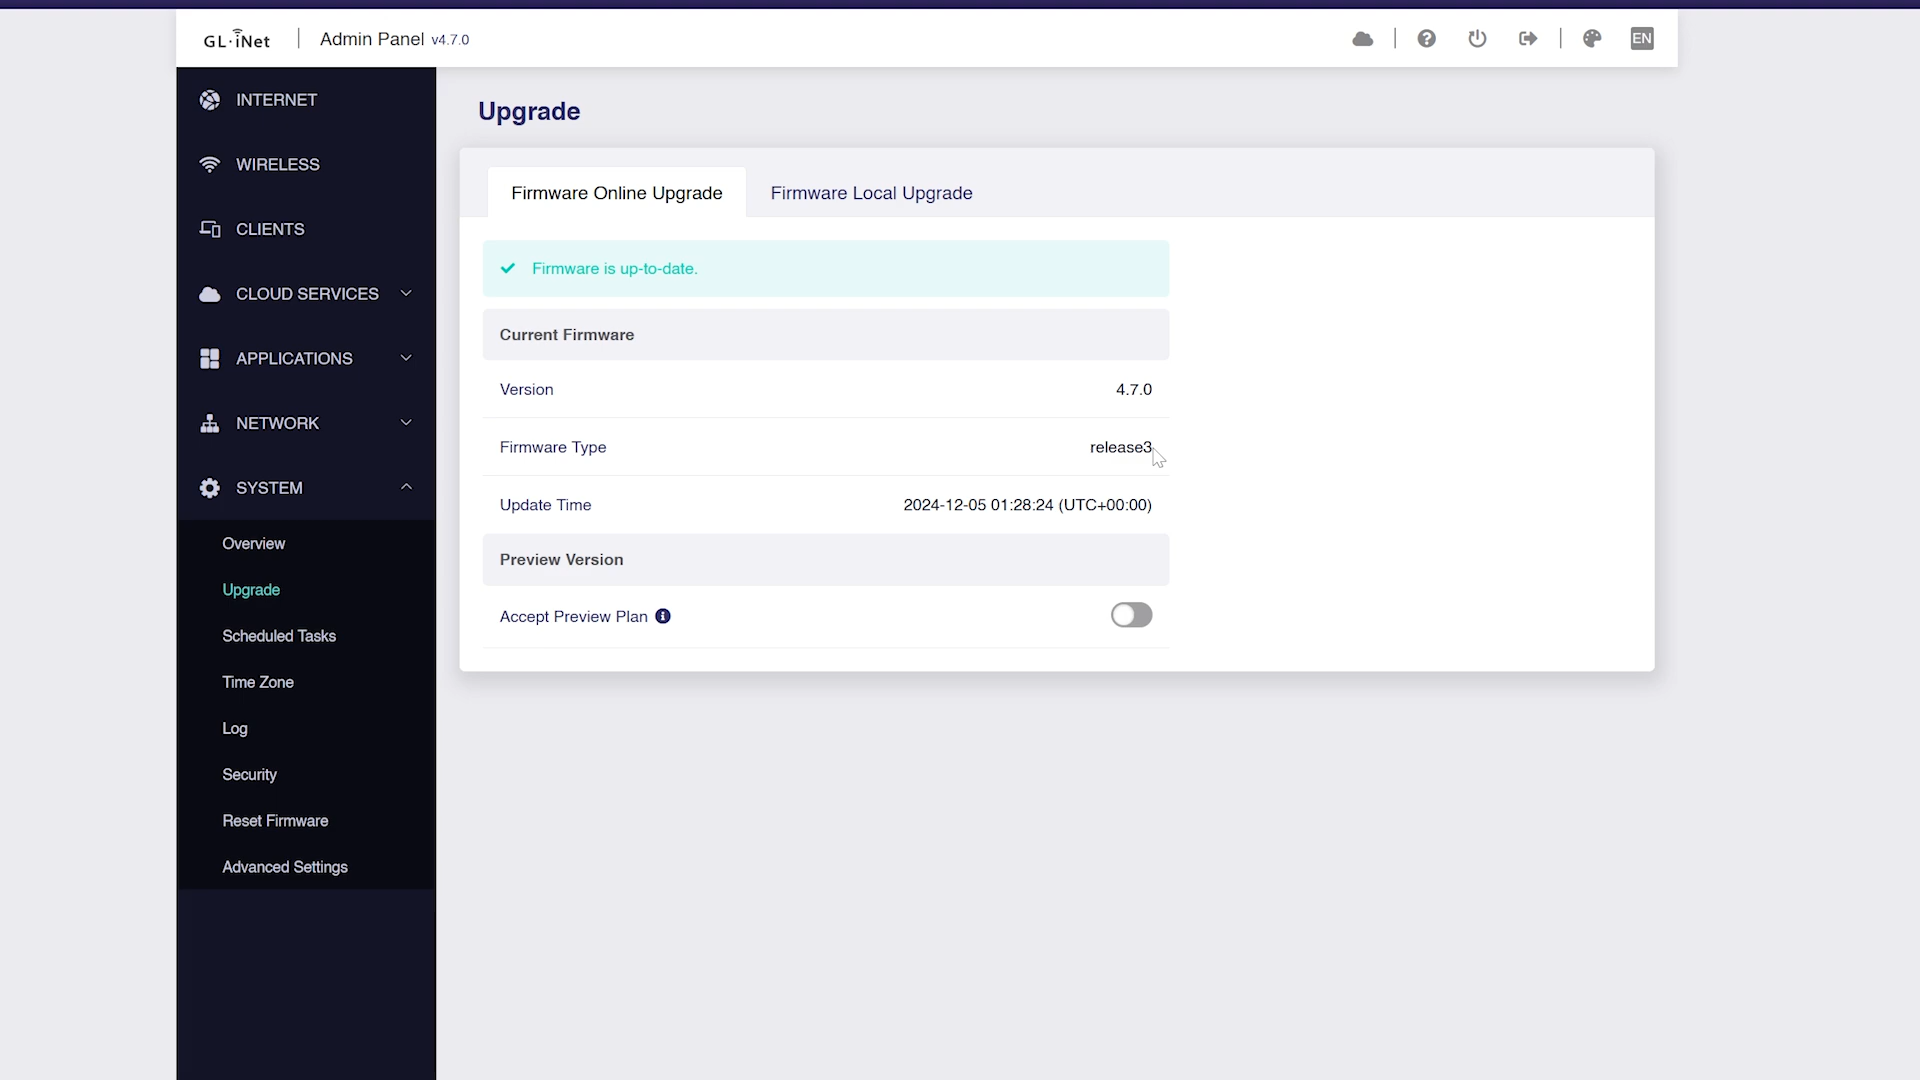 GL·iNet | Admin Panel v4.7.0
EN
INTERNET
WIRELESS
CLIENTS
CLOUD SERVICES
APPLICATIONS
NETWORK
SYSTEM
Overview
Upgrade
Scheduled Tasks
Time Zone
Log
Security
Reset Firmware
Advanced Settings
Upgrade
Firmware Online Upgrade
Firmware Local Upgrade
Firmware is up-to-date.
Current Firmware
Version 4.7.0
Firmware Type release3
Update Time 2024-12-05 01:28:24 (UTC+00:00)
Preview Version
Accept Preview Plan